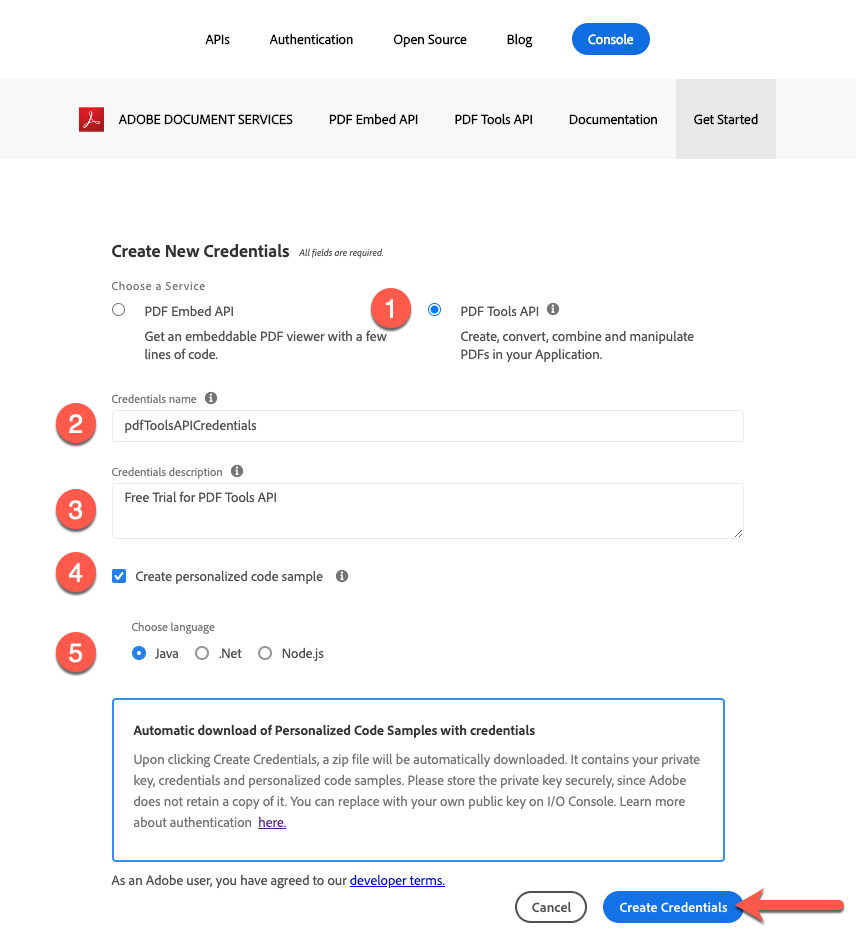 APIs Authentication Open Source Blog Console
ADOBE DOCUMENT SERVICES PDF Embed API PDF Tools API Documentation Get Started
Create New Credentials All fields are required.
Choose a Service
PDF Embed API
Get an embeddable PDF viewer with a few
lines of code.
1
PDF Tools API
Create, convert, combine and manipulate
PDFs in your Application.
Credentials name
2
pdfToolsAPICredentials
Credentials description
3
Free Trial for PDF Tools API
4
Create personalized code sample
Choose language
5
Java .Net Node.js
Automatic download of Personalized Code Samples with credentials
Upon clicking Create Credentials, a zip file will be automatically downloaded. It contains your private
key, credentials and personalized code samples. Please store the private key securely, since Adobe
does not retain a copy of it. You can replace with your own public key on I/O Console. Learn more
about authentication here.
As an Adobe user, you have agreed to our developer terms.
Cancel Create Credentials